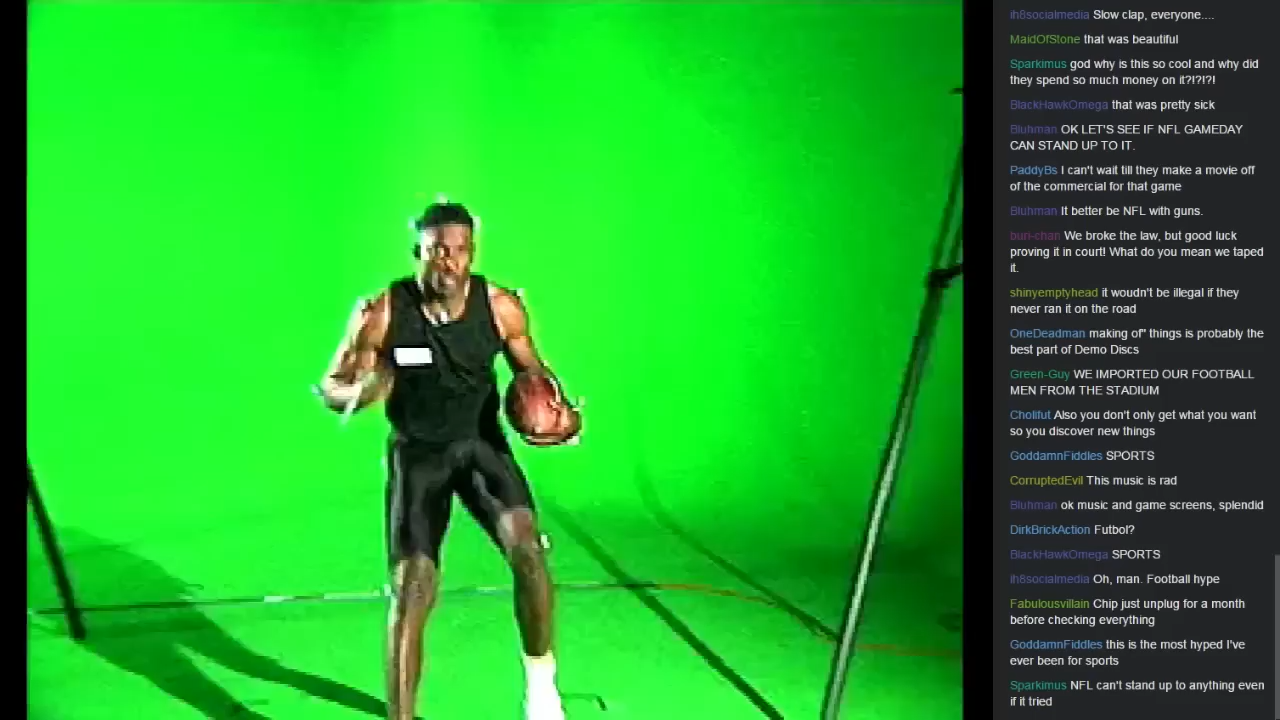 ih8socialmedia Slow clap, everyone....
MaidOfStone that was beautiful
Sparkimus god why is this so cool and why did
they spend so much money on it?!?!?!
BlackHawkOmega that was pretty sick
Bluhman OK LET'S SEE IF NFL GAMEDAY
CAN STAND UP TO IT.
PaddyBs I can't wait till they make a movie off
of the commercial for that game
Bluhman It better be NFL with guns.
buri-chan We broke the law, but good luck
proving it in court! What do you mean we taped
it.
shinyemptyhead it woudn't be illegal if they
never ran it on the road
OneDeadman making of" things is probably the
best part of Demo Discs
Green-Guy WE IMPORTED OUR FOOTBALL
MEN FROM THE STADIUM
Cholifut Also you don't only get what you want
so you discover new things
GoddamnFiddles SPORTS
CorruptedEvil This music is rad
Bluhman ok music and game screens, splendid
DirkBrickAction Futbol?
BlackHawkOmega SPORTS
ih8socialmedia Oh, man. Football hype
Fabulousvillain Chip just unplug for a month
before checking everything
GoddamnFiddles this is the most hyped I've
ever been for sports
Sparkimus NFL can't stand up to anything even
if it tried